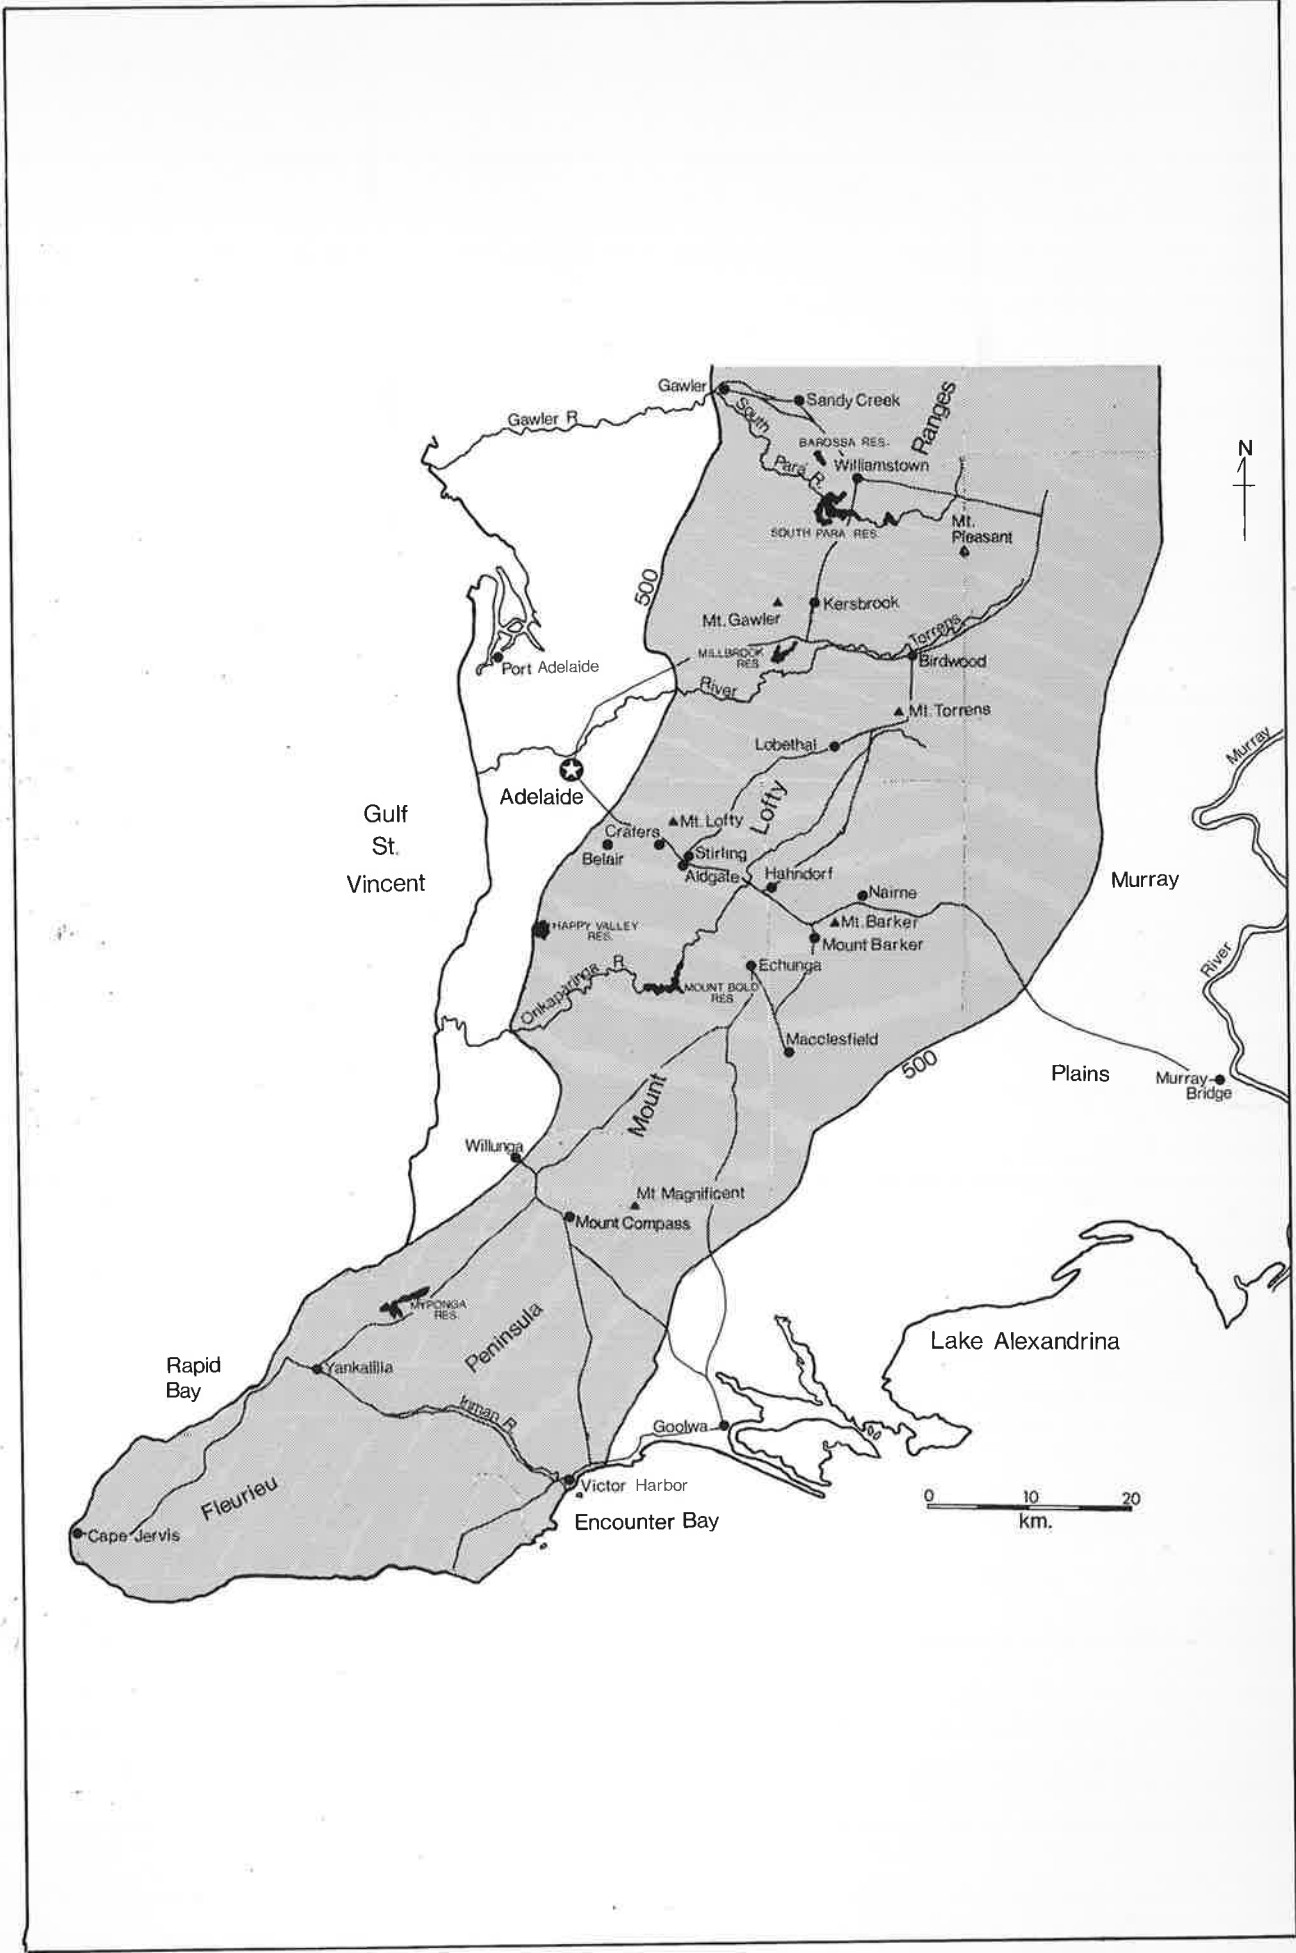 Gawler
Sandy Creek
Gawler R
South
Ranges
BAROSSA RES.
N
Para R.
Williamstown
Mt.
Pleasant
SOUTH PARA RES.
500
Kersbrook
Mt. Gawler
Torrens
MILLBROOK
RES
Birdwood
Port Adelaide
River
Mt. Torrens
Murray
Lobethal
Adelaide
Lofty
Gulf
St.
Vincent
Mt. Lofty
Crafers
Belair
Stirling
Aldgate
Hahndorf
Murray
Nairne
Mt. Barker
HAPPY VALLEY
RES.
Mount Barker
River
Echunga
Onkaparinga R
MOUNT BOLD
RES
Macclesfield
500
Plains
Murray
Bridge
Mount
Willunga
Mt Magnificent
Mount Compass
MYPONGA
RES.
Peninsula
Lake Alexandrina
Rapid
Bay
Yankalilla
Inman R
Goolwa
Fleurieu
Victor Harbor
0 10 20
km.
Encounter Bay
Cape Jervis